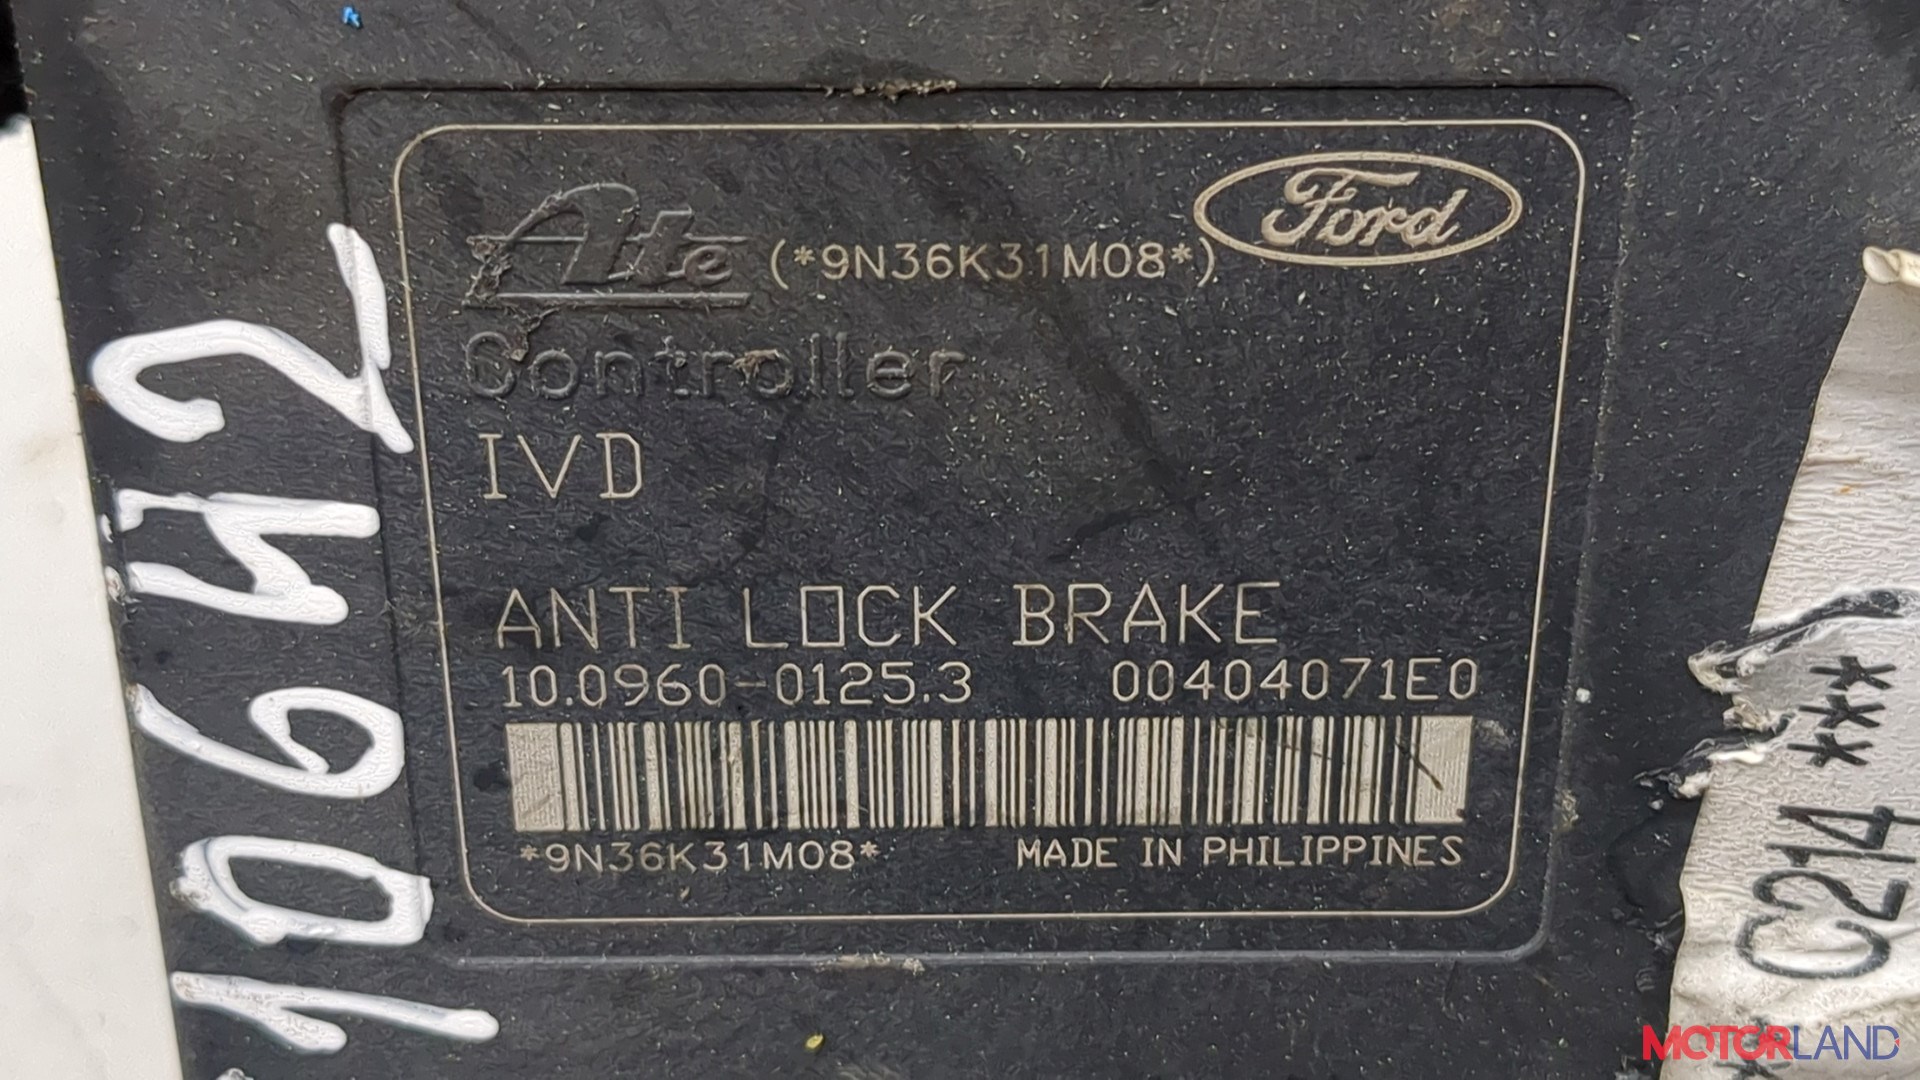 Ate (*9N36K31M08*) Ford
Controller
IVD
ANTI LOCK BRAKE
10.0960-0125.3 00404071E0
*9N36K31M08* MADE IN PHILIPPINES
10642
* C214 ***
MOTORLAND